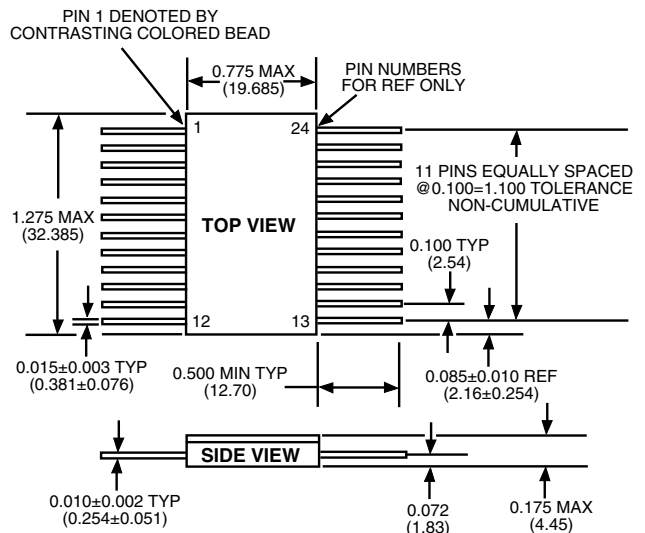 PIN 1 DENOTED BY
CONTRASTING COLORED BEAD
0.775 MAX
(19.685)
PIN NUMBERS
FOR REF ONLY
1
24
11 PINS EQUALLY SPACED
@0.100=1.100 TOLERANCE
NON-CUMULATIVE
1.275 MAX
(32.385)
TOP VIEW
0.100 TYP
(2.54)
12
13
0.015±0.003 TYP
(0.381±0.076)
0.500 MIN TYP
(12.70)
0.085±0.010 REF
(2.16±0.254)
SIDE VIEW
0.010±0.002 TYP
(0.254±0.051)
0.072
(1.83)
0.175 MAX
(4.45)